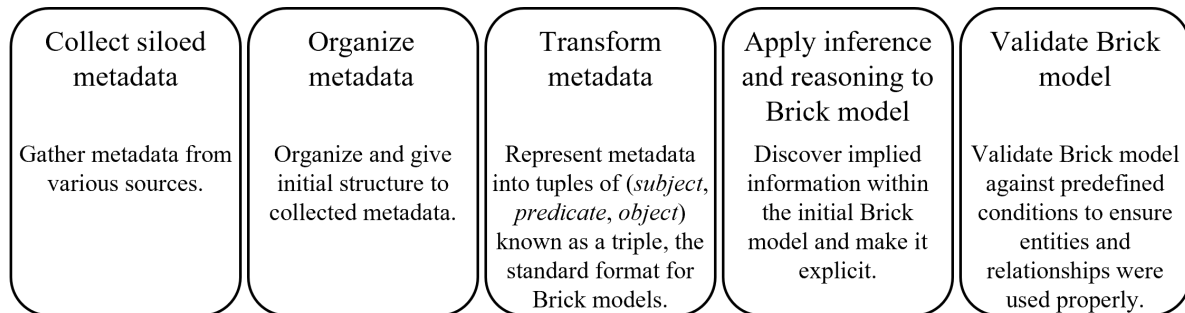 Collect siloed
metadata
Gather metadata from
various sources.
Organize
metadata
Organize and give
initial structure to
collected metadata.
Transform
metadata
Represent metadata
into tuples of (subject,
predicate, object)
known as a triple, the
standard format for
Brick models.
Apply inference
and reasoning to
Brick model
Discover implied
information within
the initial Brick
model and make it
explicit.
Validate Brick
model
Validate Brick model
against predefined
conditions to ensure
entities and
relationships were
used properly.